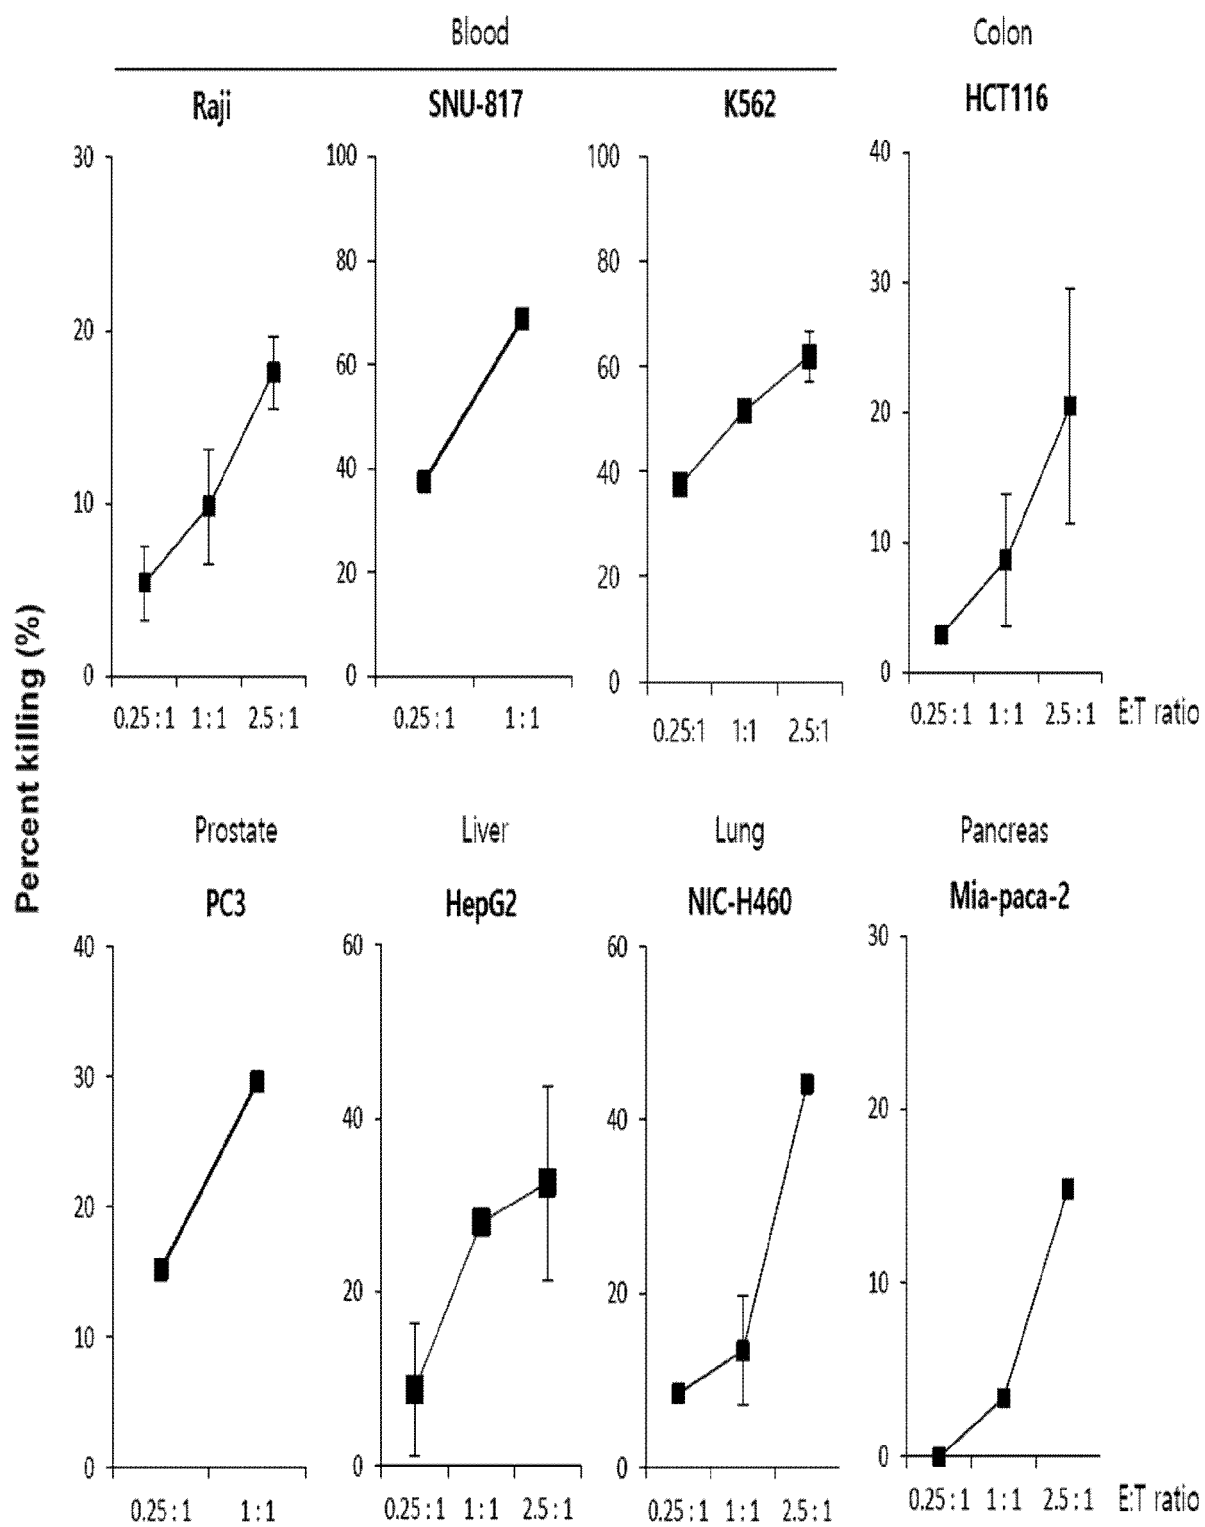 Blood
Colon
Raji
SNU-817
K562
HCT116
30
20
10
0
0.25 : 1 1 : 1 2.5 : 1
100
80
60
40
20
0
0.25 : 1 1 : 1
100
80
60
40
20
0
0.25:1 1:1 2.5:1
40
30
20
10
0
0.25 : 1 1 : 1 2.5 : 1 E:T ratio
Percent killing (%)
Prostate
Liver
Lung
Pancreas
PC3
HepG2
NIC-H460
Mia-paca-2
40
30
20
10
0
0.25 : 1 1 : 1
60
40
20
0
0.25 : 1 1 : 1 2.5 : 1
60
40
20
0
0.25 : 1 1 : 1 2.5 : 1
30
20
10
0
0.25 : 1 1 : 1 2.5 : 1 E:T ratio